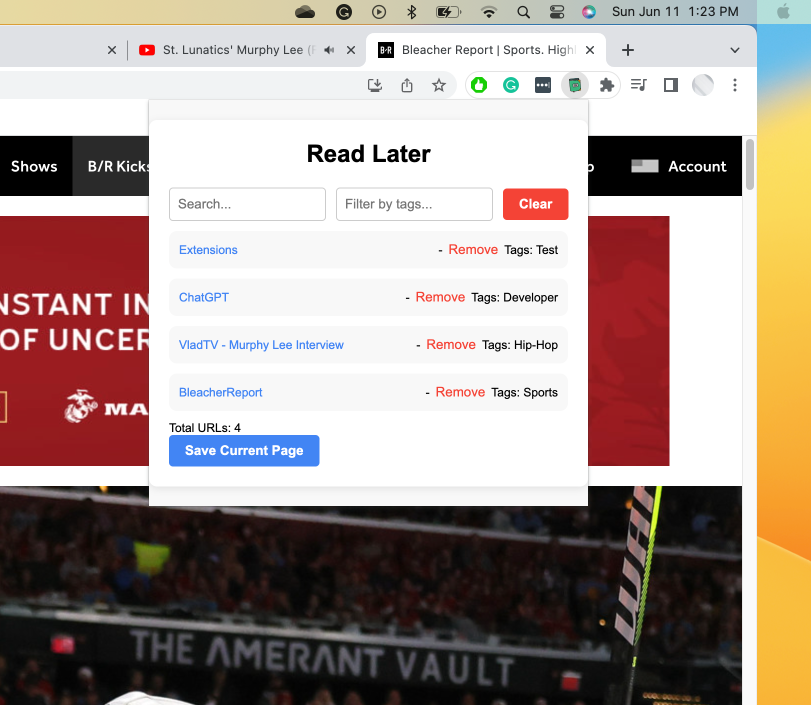 Sun Jun 11 1:23 PM
St. Lunatics' Murphy Lee
Bleacher Report | Sports. Highl
Shows
B/R Kicks
Account
Read Later
Search...
Filter by tags...
Clear
Extensions - Remove Tags: Test
ChatGPT - Remove Tags: Developer
VladTV - Murphy Lee Interview - Remove Tags: Hip-Hop
BleacherReport - Remove Tags: Sports
Total URLs: 4
Save Current Page
NSTANT IN
OF UNCER
MA
THE AMERANT VAULT